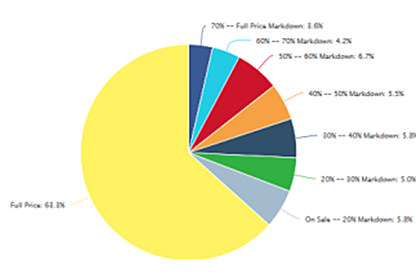 70% -- Full Price Markdown: 3.6%
60% -- 70% Markdown: 4.2%
50% -- 60% Markdown: 6.7%
40% -- 50% Markdown: 5.5%
30% -- 40% Markdown: 5.8%
20% -- 30% Markdown: 5.0%
On Sale -- 20% Markdown: 5.8%
Full Price: 63.3%